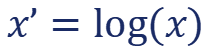 x’ = log(x)